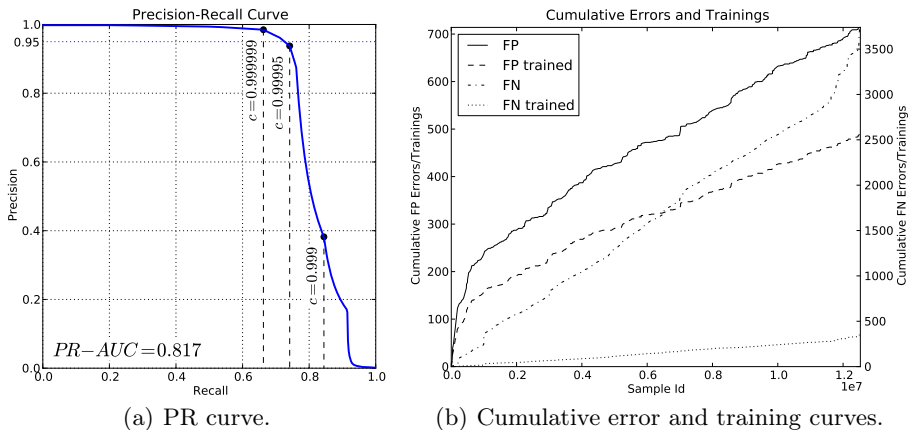 Precision-Recall Curve
1.0
0.95
0.8
0.6
0.4
0.2
0.0
Precision
c=0.999999
c=0.99995
c=0.999
PR−AUC=0.817
0.0 0.2 0.4 0.6 0.8 1.0
Recall
(a) PR curve.
Cumulative Errors and Trainings
FP
FP trained
FN
FN trained
700
600
500
400
300
200
100
0
Cumulative FP Errors/Trainings
3500
3000
2500
2000
1500
1000
500
0
Cumulative FN Errors/Trainings
0.0 0.2 0.4 0.6 0.8 1.0 1.2
1e7
Sample Id
(b) Cumulative error and training curves.